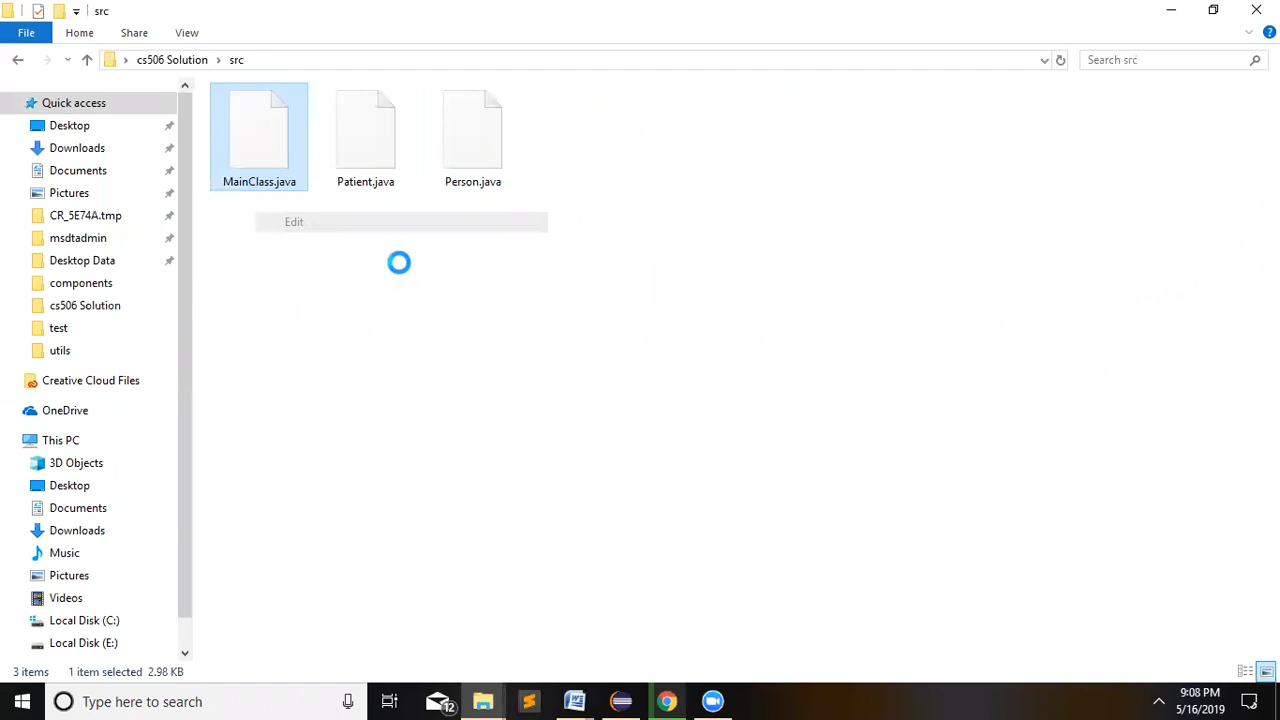 src
File Home Share View
cs506 Solution src
Search src
Quick access
Desktop
Downloads
Documents
Pictures
CR_5E74A.tmp
msdtadmin
Desktop Data
components
cs506 Solution
test
utils
Creative Cloud Files
OneDrive
This PC
3D Objects
Desktop
Documents
Downloads
Music
Pictures
Videos
Local Disk (C:)
Local Disk (E:)
MainClass.java Patient.java Person.java
Edit
3 items 1 item selected 2.98 KB
Type here to search
12
9:08 PM
5/16/2019